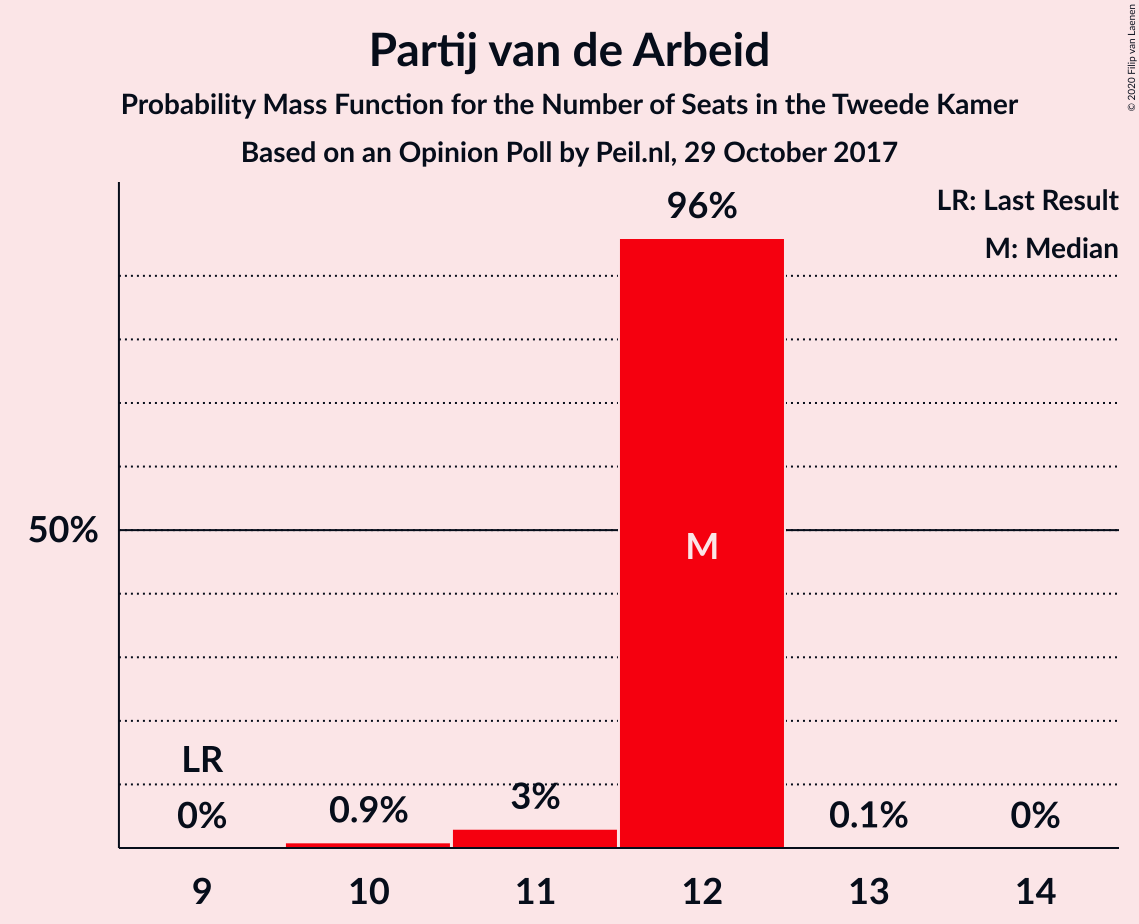 Partij van de Arbeid
Probability Mass Function for the Number of Seats in the Tweede Kamer
Based on an Opinion Poll by Peil.nl, 29 October 2017
© 2020 Filip van Laenen
LR: Last Result
M: Median
96%
50%
M
LR
0%
0.9%
3%
0.1%
0%
9
10
11
12
13
14